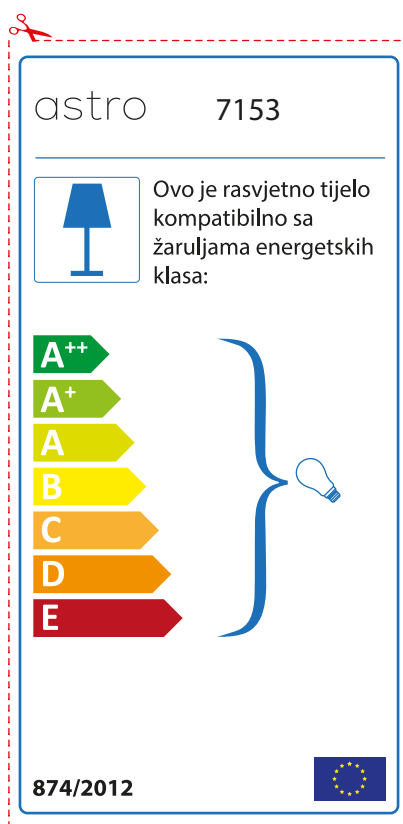 astro 7153
Ovo je rasvjetno tijelo
kompatibilno sa
žaruljama energetskih
klasa:
A++
A+
A
B
C
D
E
874/2012